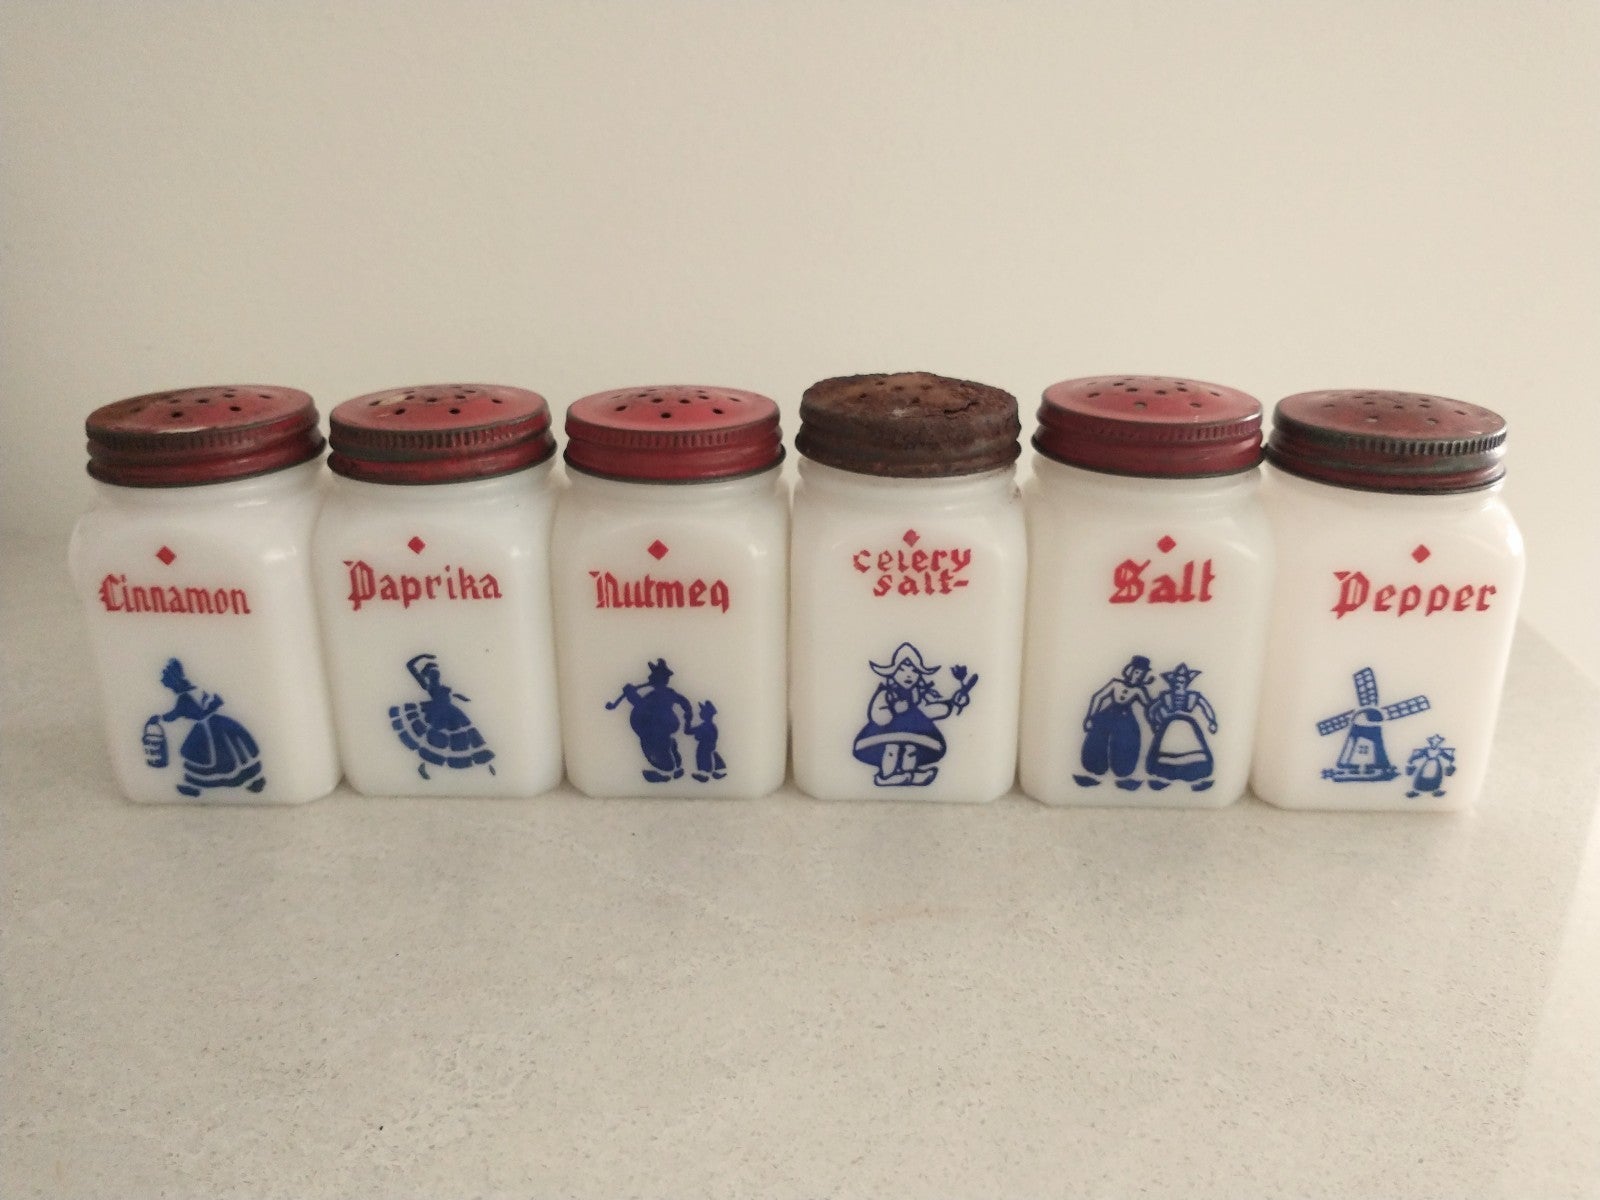 Cinnamon
Paprika
Nutmeg
celery
salt
Salt
Pepper